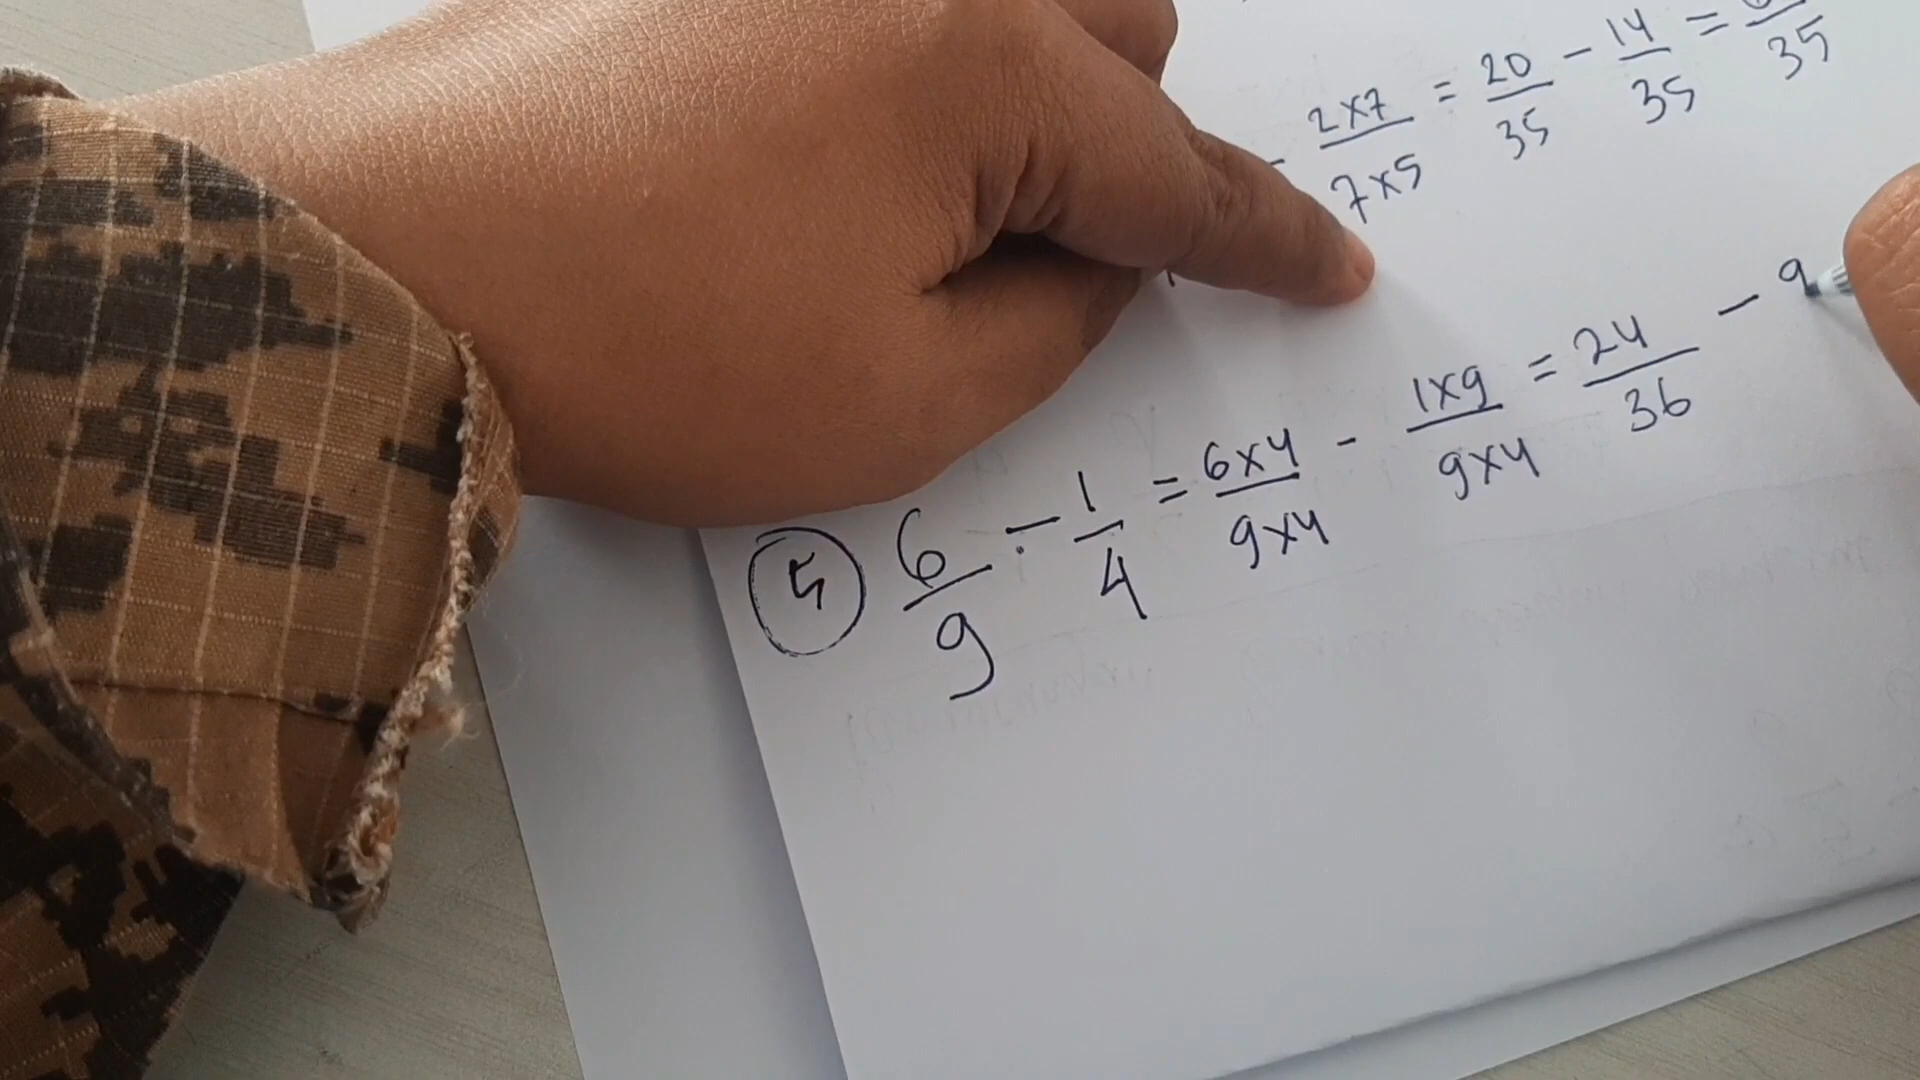 - 2x7/7x5 = 20/35 - 14/35 = /35
5 6/9 - 1/4 = 6x4/9x4 - 1x9/9x4 = 24/36 - 9